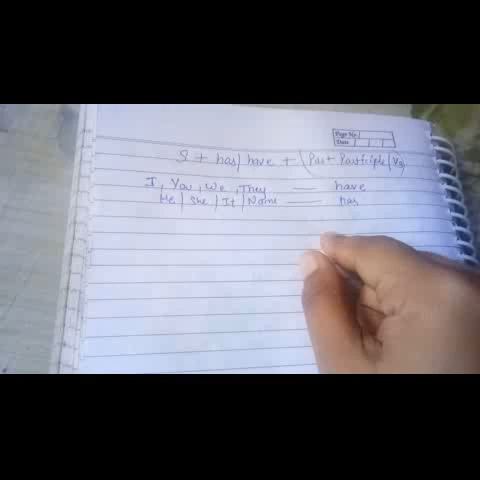 Page No.
Date
S + has/have + (Past Participle/V3)
I, You, We, They —— have
He/She/It/Name —— has